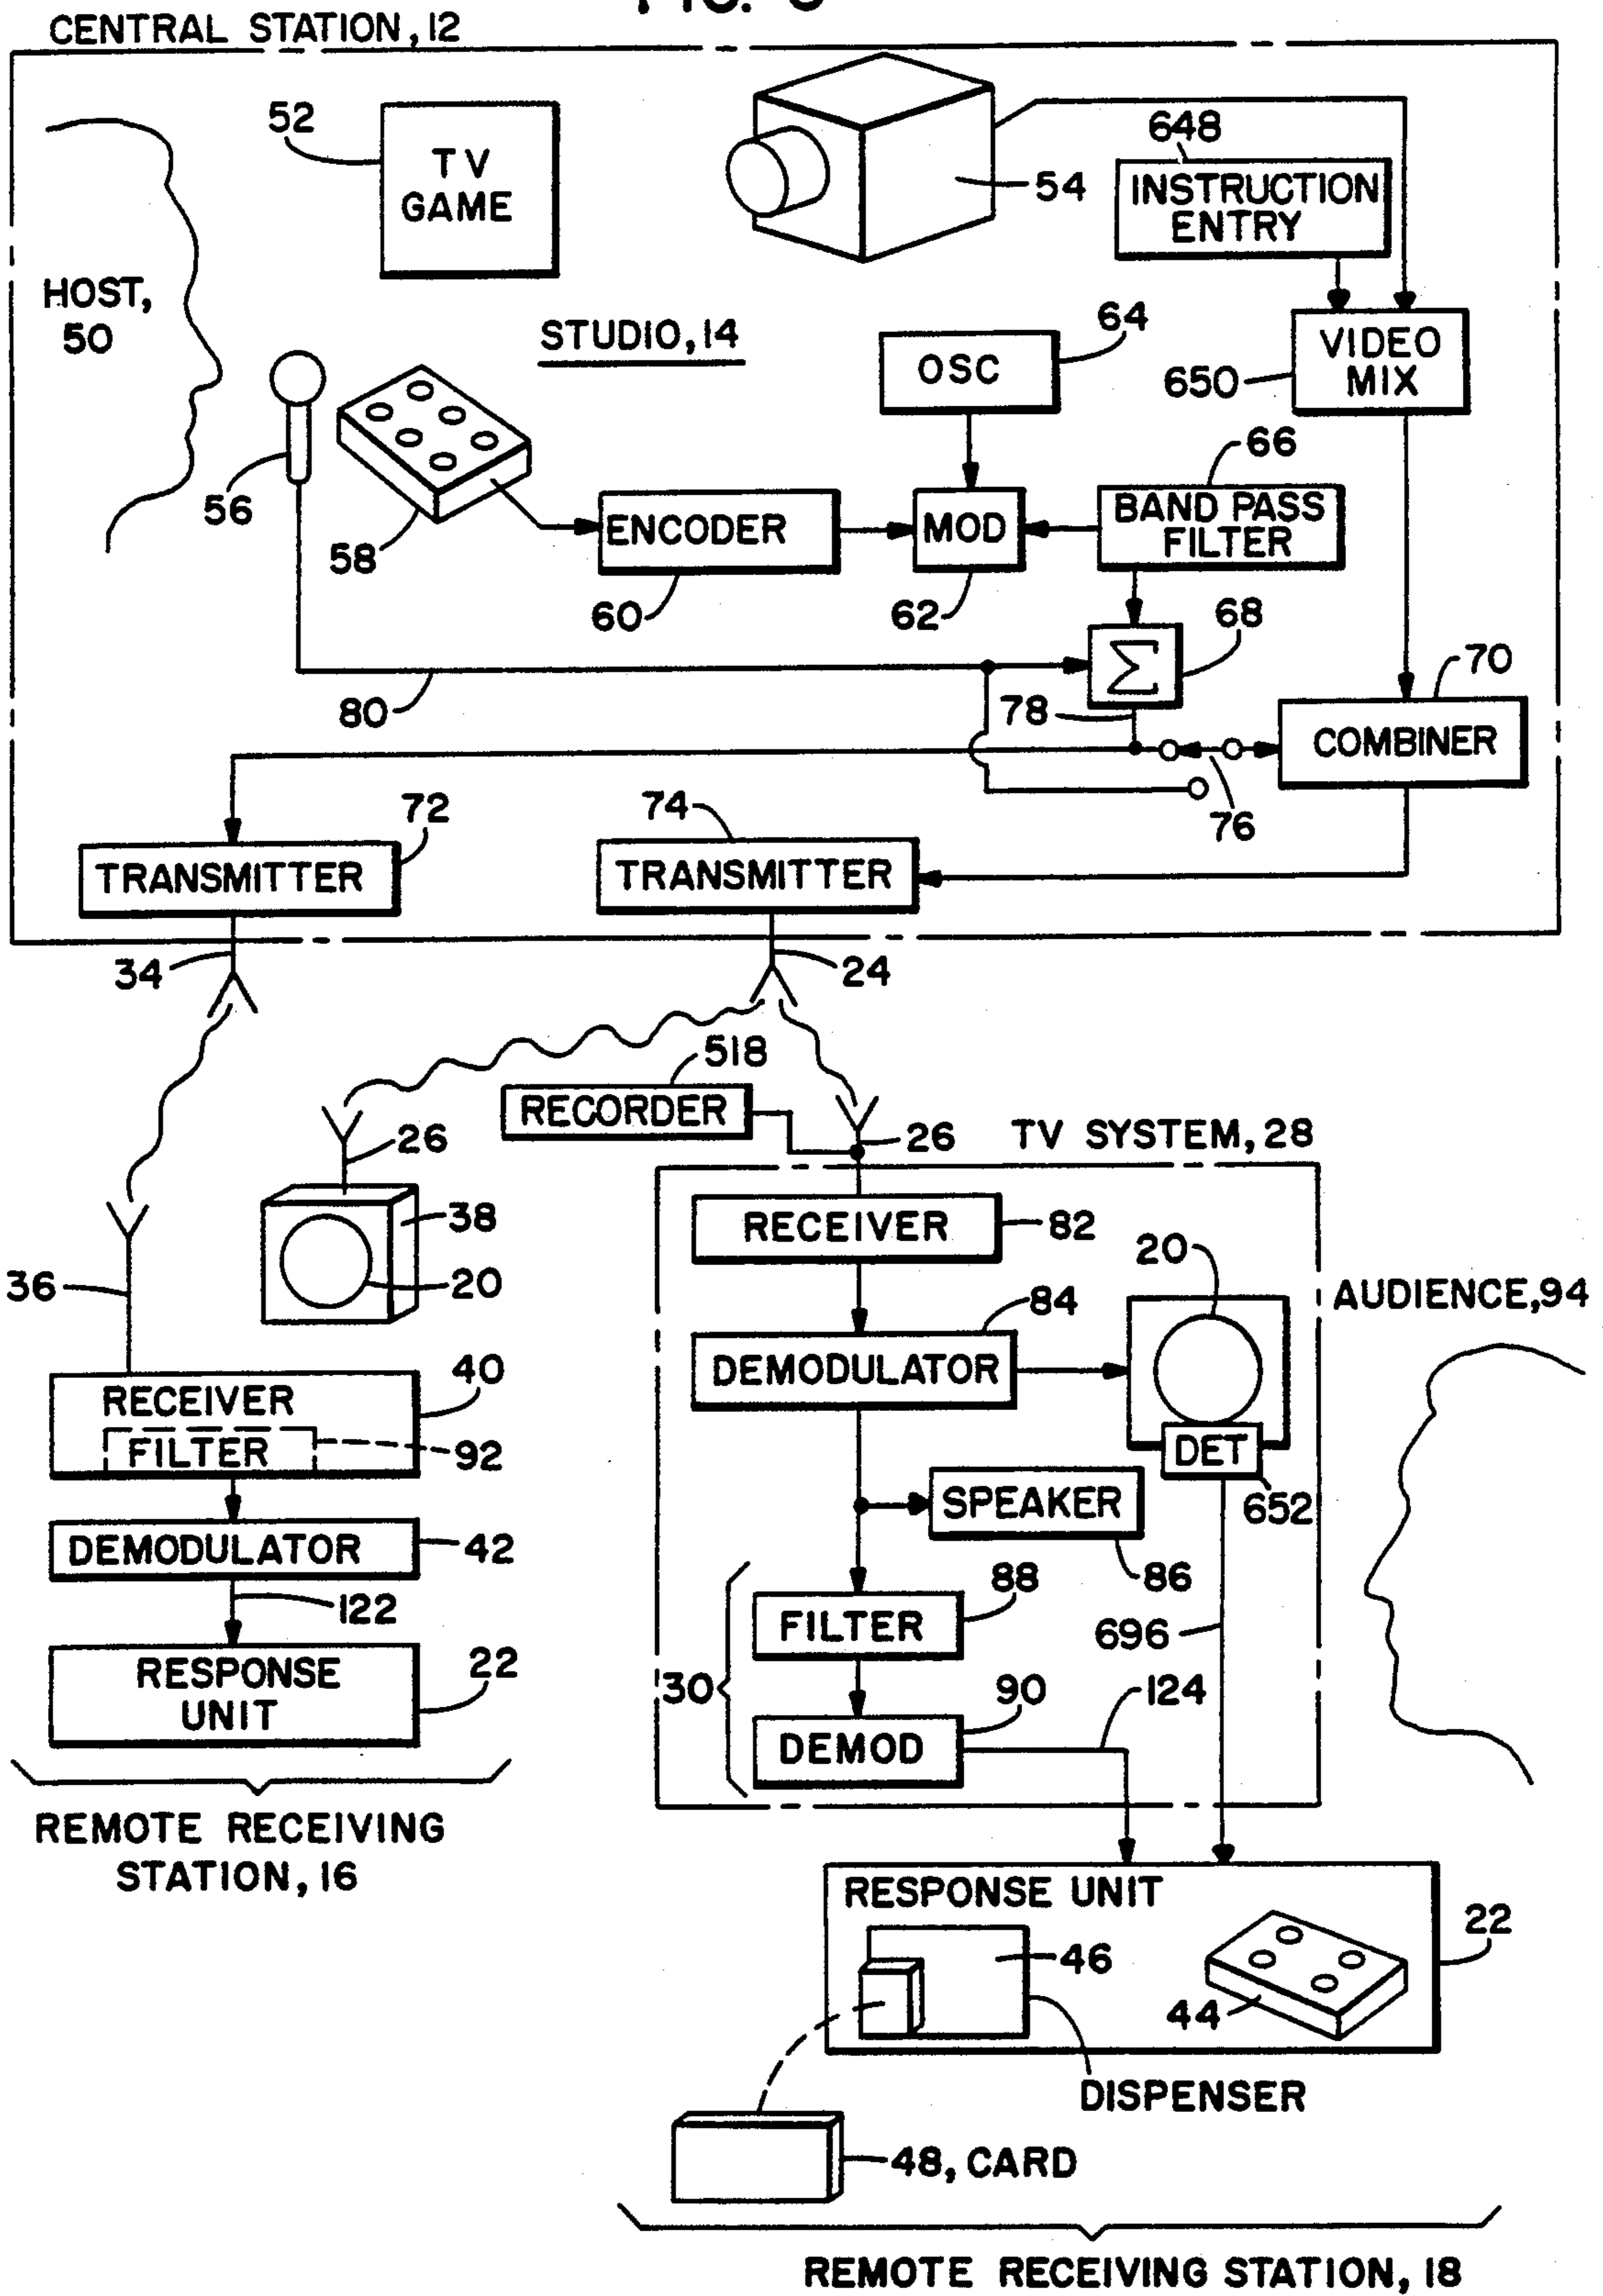 CENTRAL STATION, 12
52
TV
GAME
54
648
INSTRUCTION
ENTRY
HOST,
50
STUDIO, 14
64
OSC
650
VIDEO
MIX
56
58
66
ENCODER
MOD
BAND PASS
FILTER
60
62
68
Σ
80
78
70
COMBINER
76
72
74
TRANSMITTER
TRANSMITTER
34
24
518
RECORDER
26
26
TV SYSTEM, 28
38
20
36
RECEIVER
82
20
AUDIENCE, 94
84
DEMODULATOR
40
RECEIVER
FILTER
92
DET
652
SPEAKER
86
DEMODULATOR
42
122
88
FILTER
696
30
RESPONSE
UNIT
22
90
DEMOD
124
REMOTE RECEIVING
STATION, 16
RESPONSE UNIT
22
46
44
DISPENSER
48, CARD
REMOTE RECEIVING STATION, 18